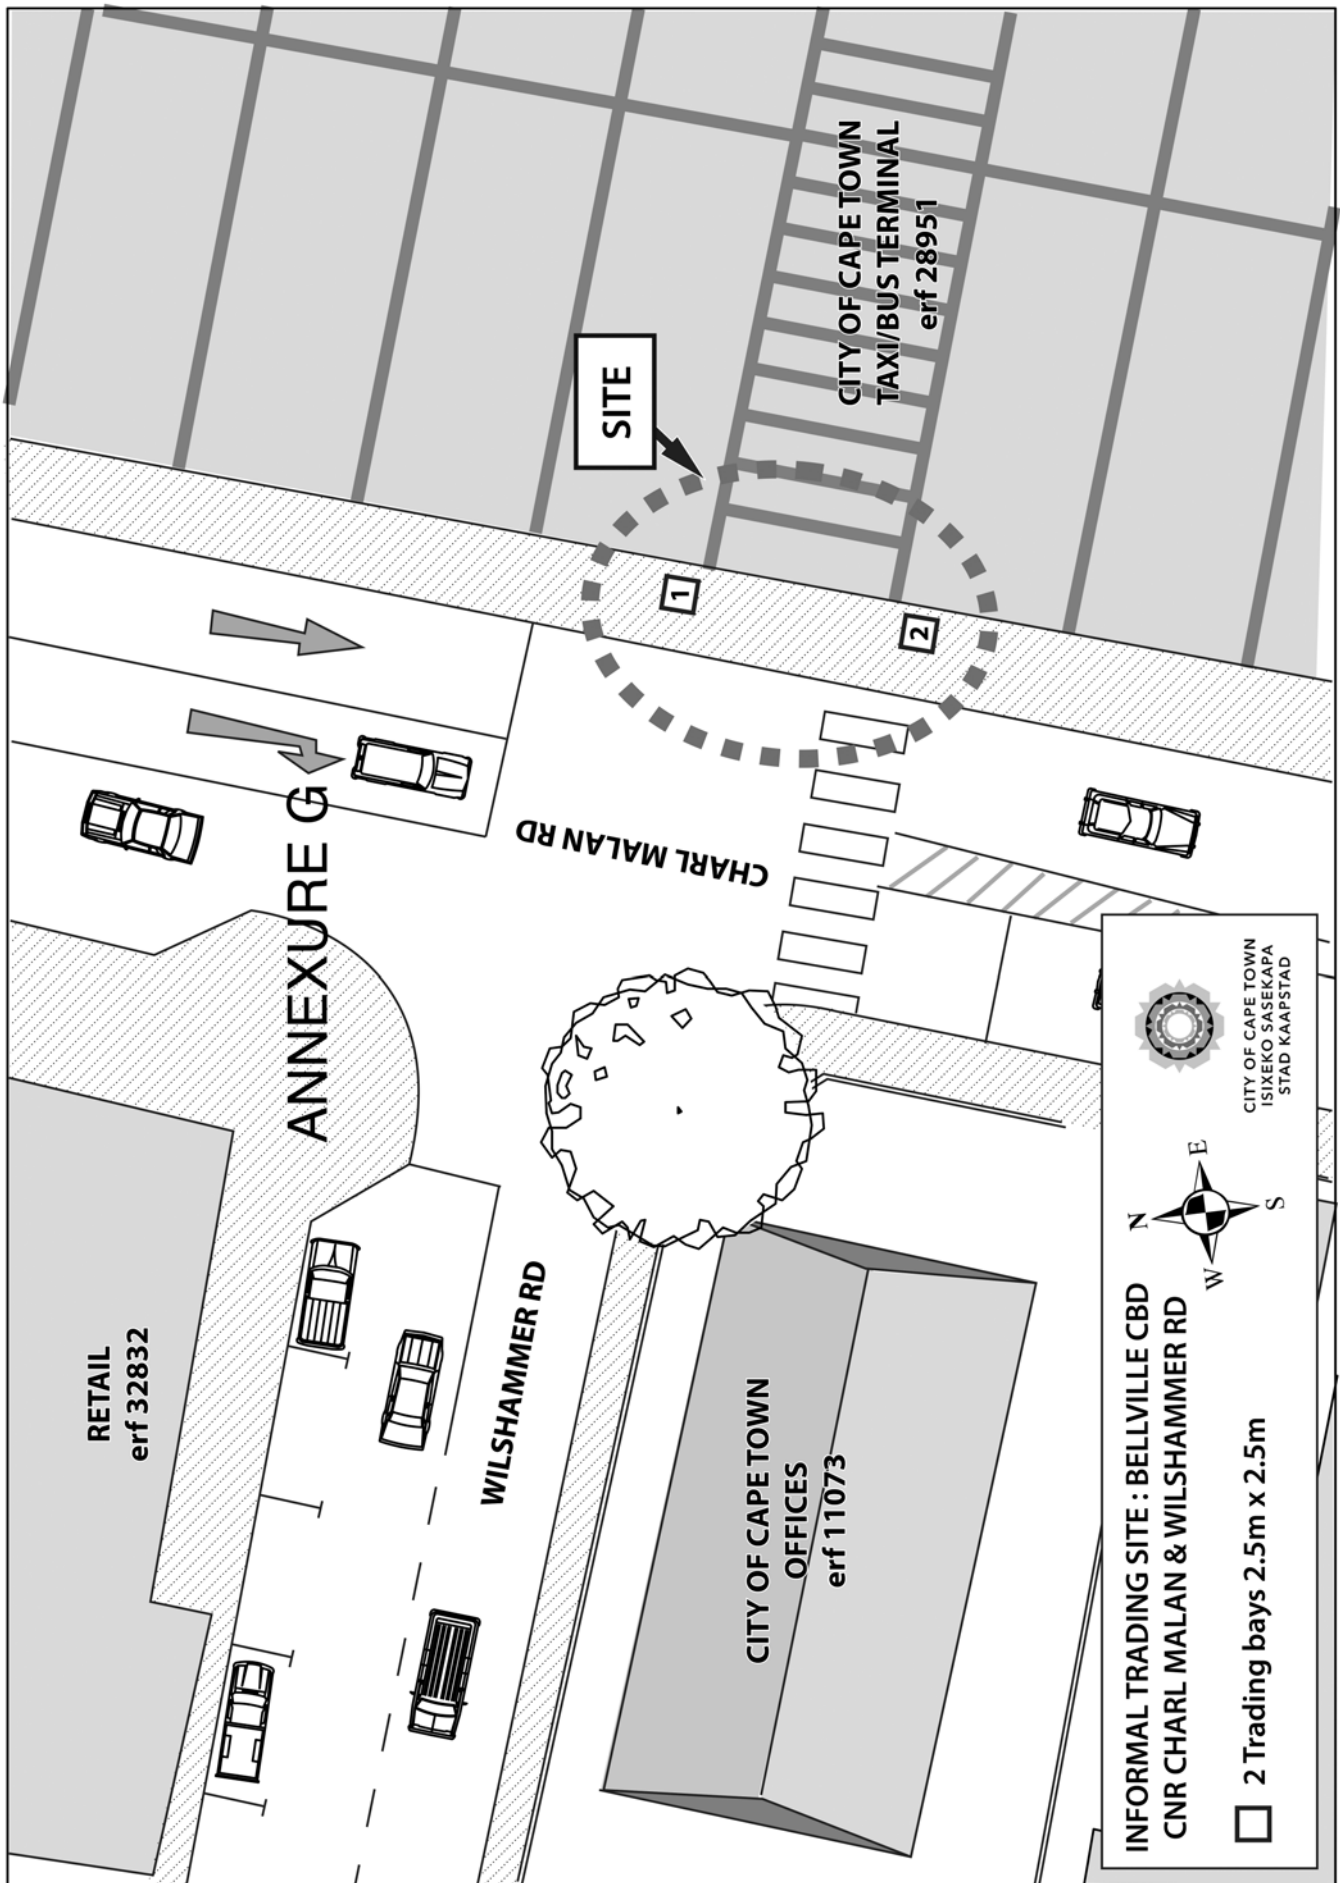 ANNEXURE G
RETAIL
erf 32832
WILSHAMMER RD
CHARL MALAN RD
SITE
1
2
CITY OF CAPE TOWN
TAXI/BUS TERMINAL
erf 28951
CITY OF CAPE TOWN
OFFICES
erf 11073
INFORMAL TRADING SITE : BELLVILLE CBD
CNR CHARL MALAN & WILSHAMMER RD
2 Trading bays 2.5m x 2.5m
N
E
S
W
CITY OF CAPE TOWN
ISIXEKO SASEKAPA
STAD KAAPSTAD